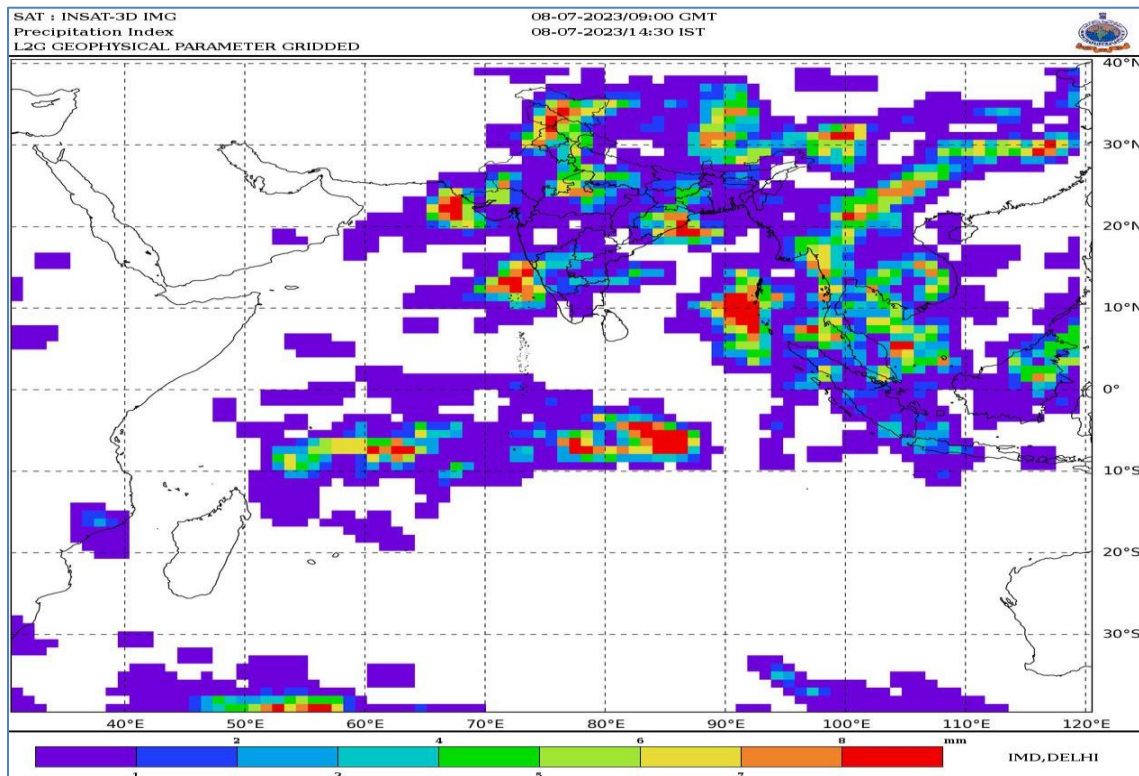 SAT : INSAT-3D IMG
08-07-2023/09:00 GMT
Precipitation Index
08-07-2023/14:30 IST
L2G GEOPHYSICAL PARAMETER GRIDDED
40°N
30°N
20°N
10°N
0°
10°S
20°S
30°S
40°E 50°E 60°E 70°E 80°E 90°E 100°E 110°E 120°E
2 4 6 8 mm
1 3 5 7
IMD,DELHI